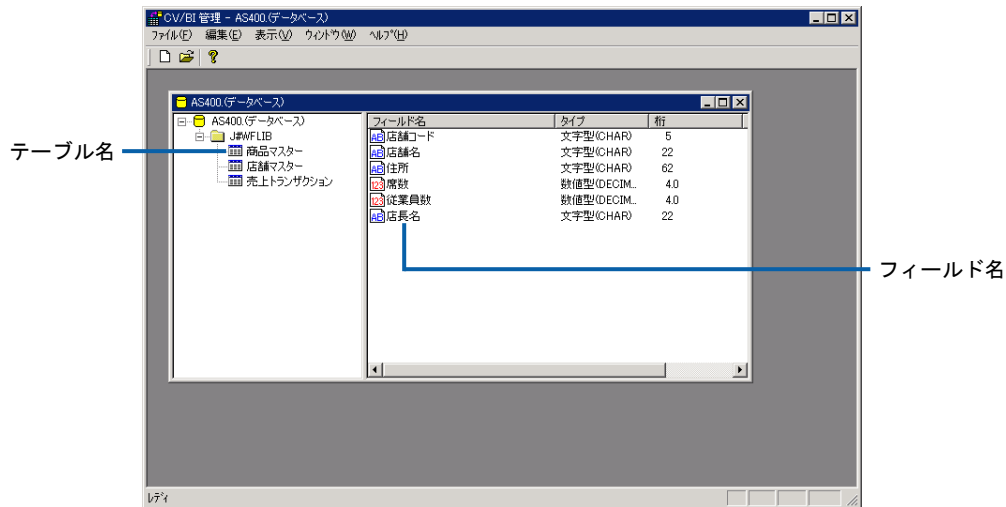 CV/BI 管理 - AS400.(データベース)
ファイル(F) 編集(E) 表示(V) ウィンドウ(W) ヘルプ(H)
AS400.(データベース)
AS400.(データベース)
J#WFLIB
商品マスター
店舗マスター
売上トランザクション
フィールド名 タイプ 桁
店舗コード 文字型(CHAR) 5
店舗名 文字型(CHAR) 22
住所 文字型(CHAR) 62
席数 数値型(DECIM... 4.0
従業員数 数値型(DECIM... 4.0
店長名 文字型(CHAR) 22
テーブル名
フィールド名
レディ